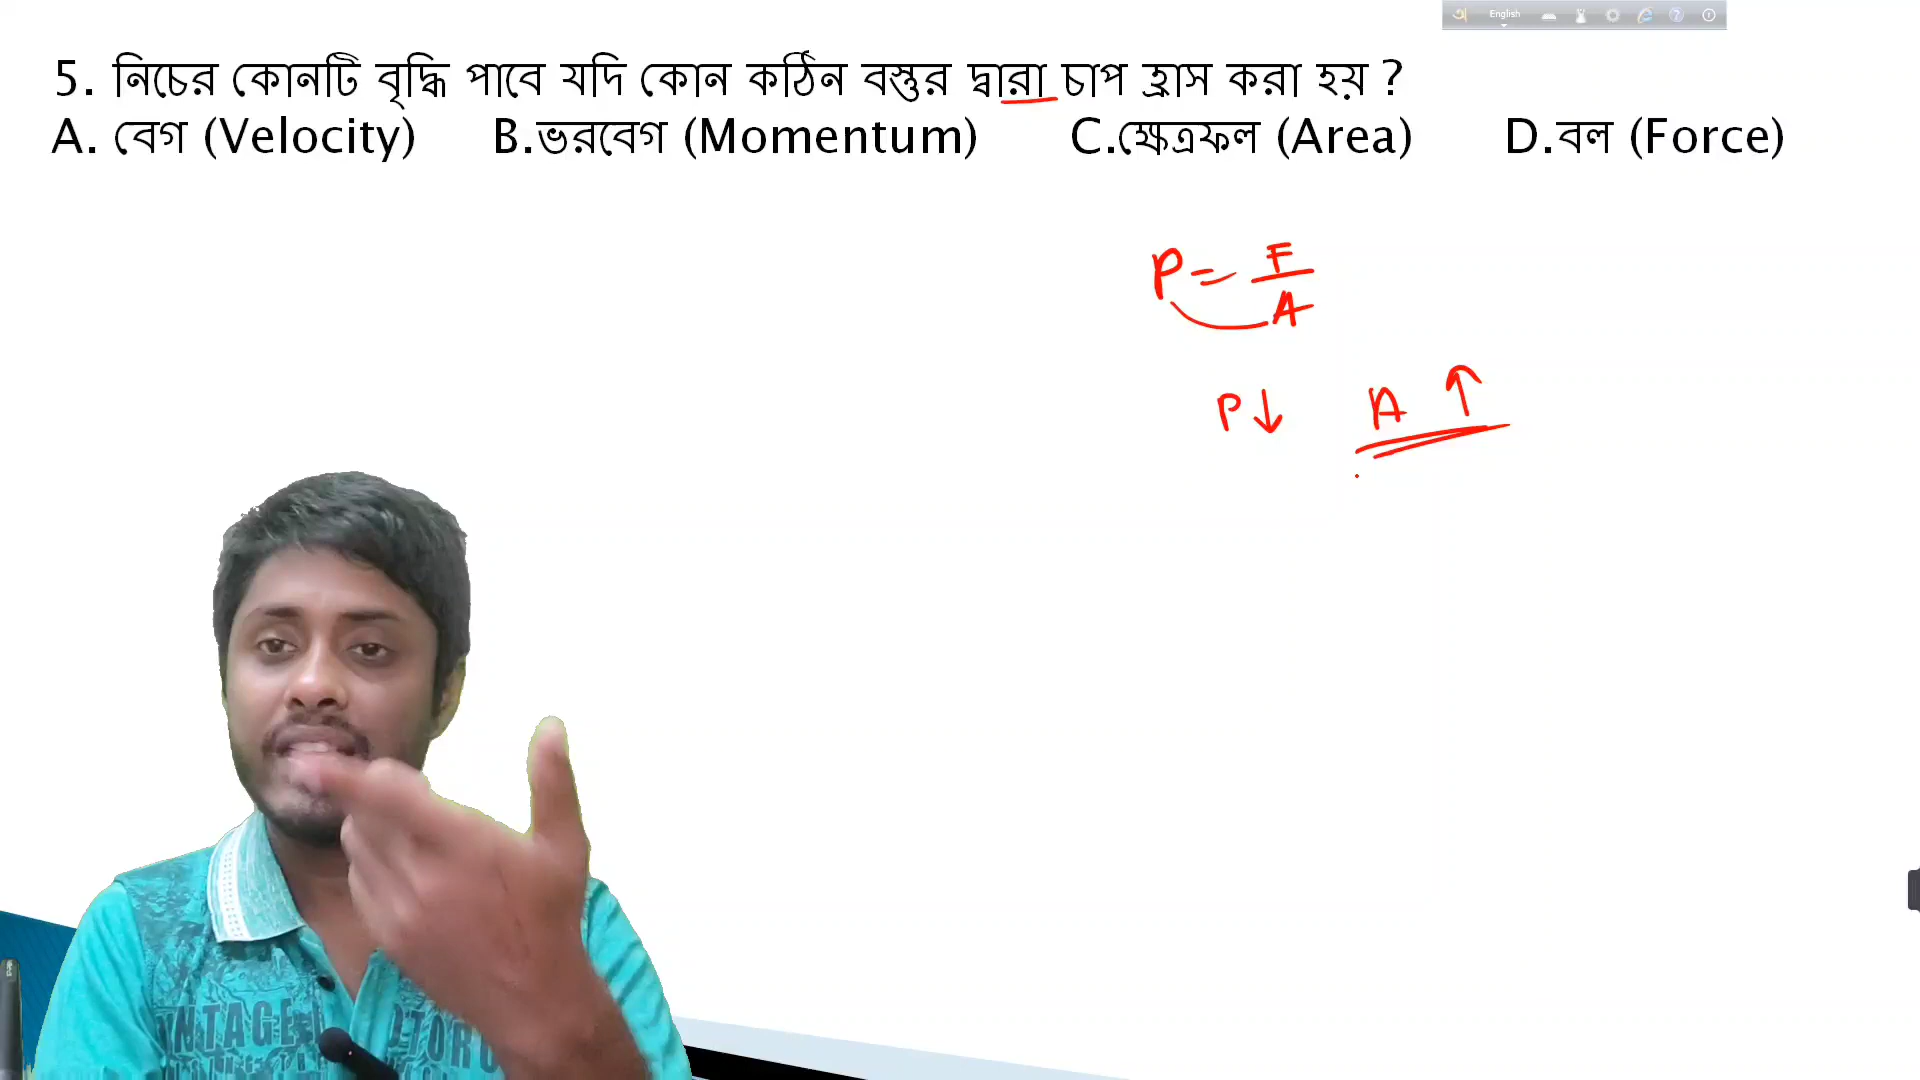 English
5. নিচের কোনটি বৃদ্ধি পাবে যদি কোন কঠিন বস্তুর দ্বারা চাপ হ্রাস করা হয় ?
A. বেগ (Velocity) B.ভরবেগ (Momentum) C.ক্ষেত্রফল (Area) D.বল (Force)
P = F/A
P↓ A ↑